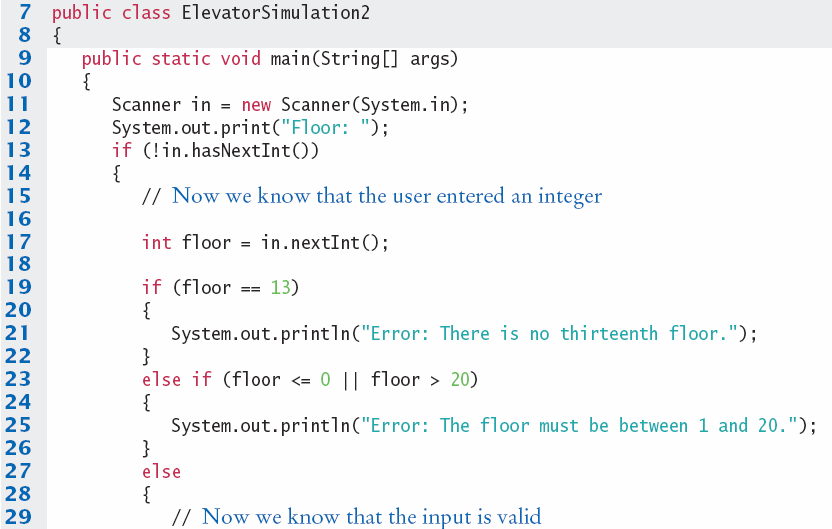 7 public class ElevatorSimulation2
8 {
9 public static void main(String[] args)
10 {
11 Scanner in = new Scanner(System.in);
12 System.out.print("Floor: ");
13 if (!in.hasNextInt())
14 {
15 // Now we know that the user entered an integer
16
17 int floor = in.nextInt();
18
19 if (floor == 13)
20 {
21 System.out.println("Error: There is no thirteenth floor.");
22 }
23 else if (floor <= 0 || floor > 20)
24 {
25 System.out.println("Error: The floor must be between 1 and 20.");
26 }
27 else
28 {
29 // Now we know that the input is valid